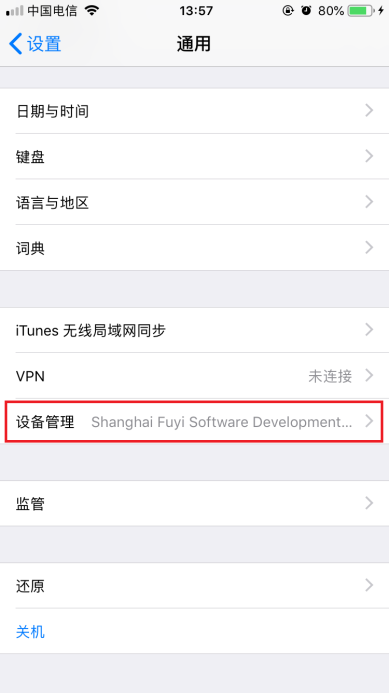 中国电信 13:57 80%
设置 通用
日期与时间
键盘
语言与地区
词典
iTunes 无线局域网同步
VPN 未连接
设备管理 Shanghai Fuyi Software Development...
监管
还原
关机